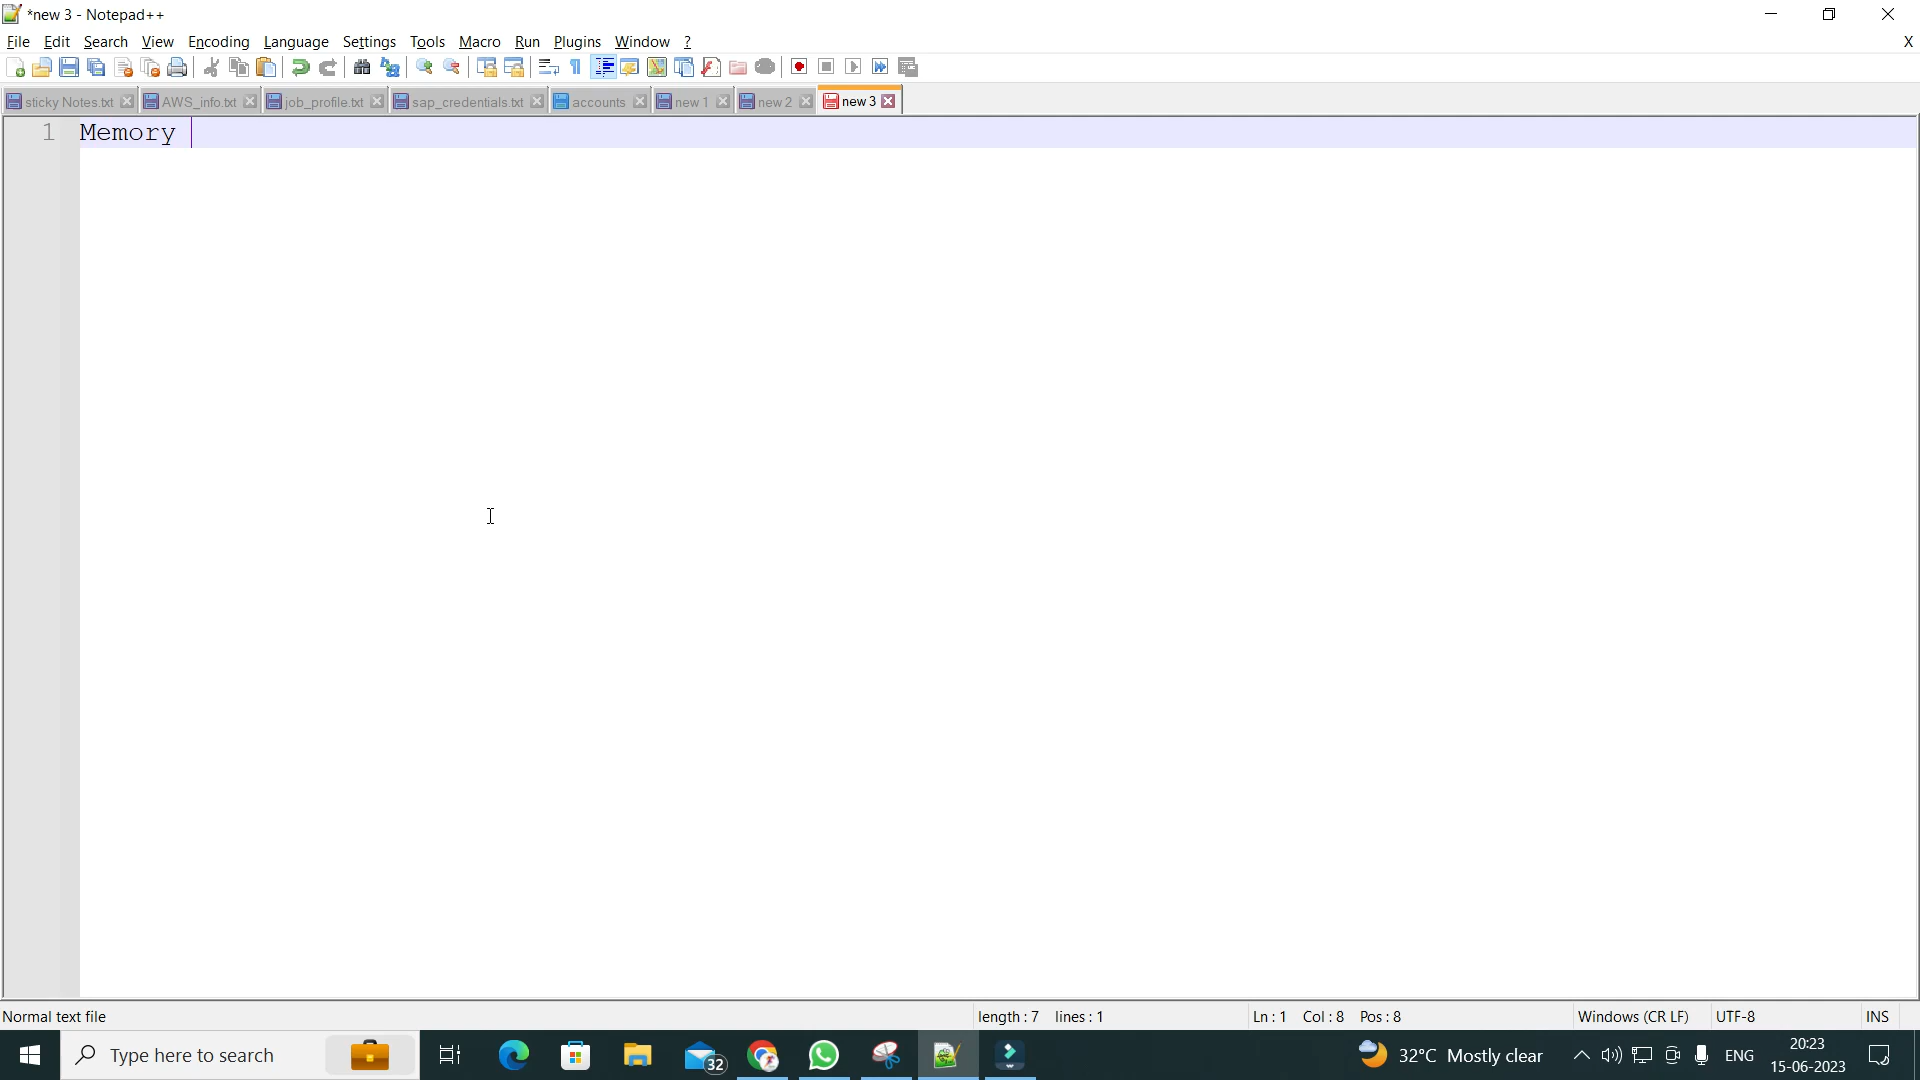 *new 3 - Notepad++
File Edit Search View Encoding Language Settings Tools Macro Run Plugins Window ? X
sticky Notes.txt AWS_info.txt job_profile.txt sap_credentials.txt accounts new 1 new 2 new 3
1 Memory
Normal text file length : 7 lines : 1 Ln : 1 Col : 8 Pos : 8 Windows (CR LF) UTF-8 INS
Type here to search 32 32°C Mostly clear ENG 20:23
15-06-2023